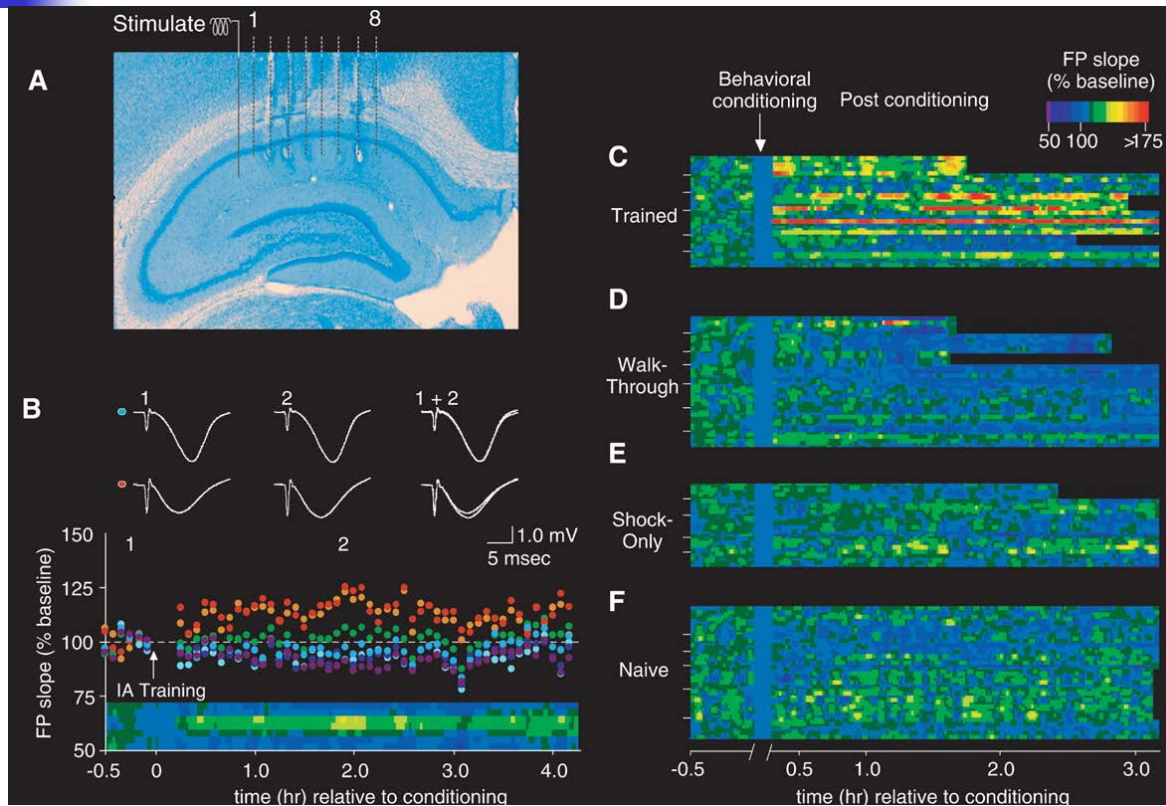 Stimulate 1 8
A
B
1 2 1 + 2
1.0 mV
5 msec
1 2
FP slope (% baseline)
150
125
100
75
50
IA Training
-0.5 0 1.0 2.0 3.0 4.0
time (hr) relative to conditioning
Behavioral
conditioning
Post conditioning
FP slope
(% baseline)
50 100 >175
C
Trained
D
Walk-
Through
E
Shock-
Only
F
Naive
-0.5 0.5 1.0 2.0 3.0
time (hr) relative to conditioning